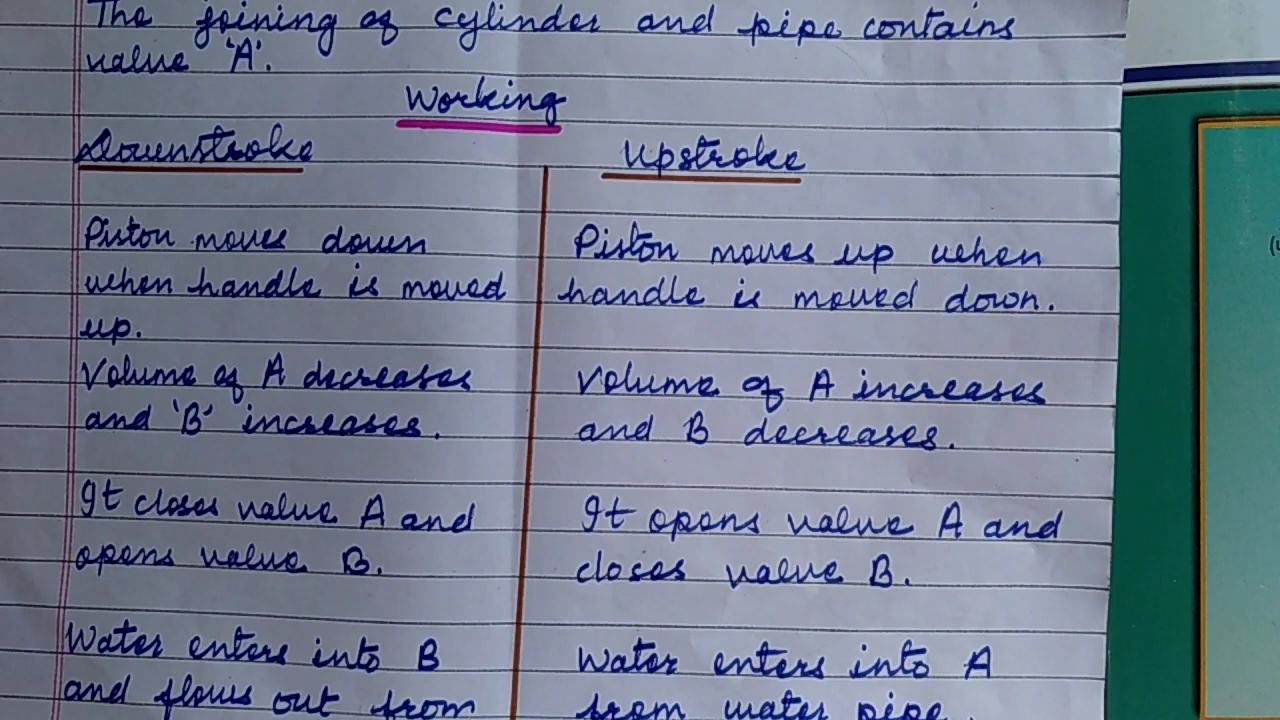 The joining of cylinder and pipe contains
valve 'A'.
Working
Downstroke
Upstroke
Piston moves down
when handle is moved
up.
Volume of A decreases
and 'B' increases.
It closes valve A and
opens valve B.
Water enters into B
and flows out from
Piston moves up when
handle is moved down.
Volume of A increases
and B decreases.
It opens valve A and
closes valve B.
Water enters into A
from water pipe.